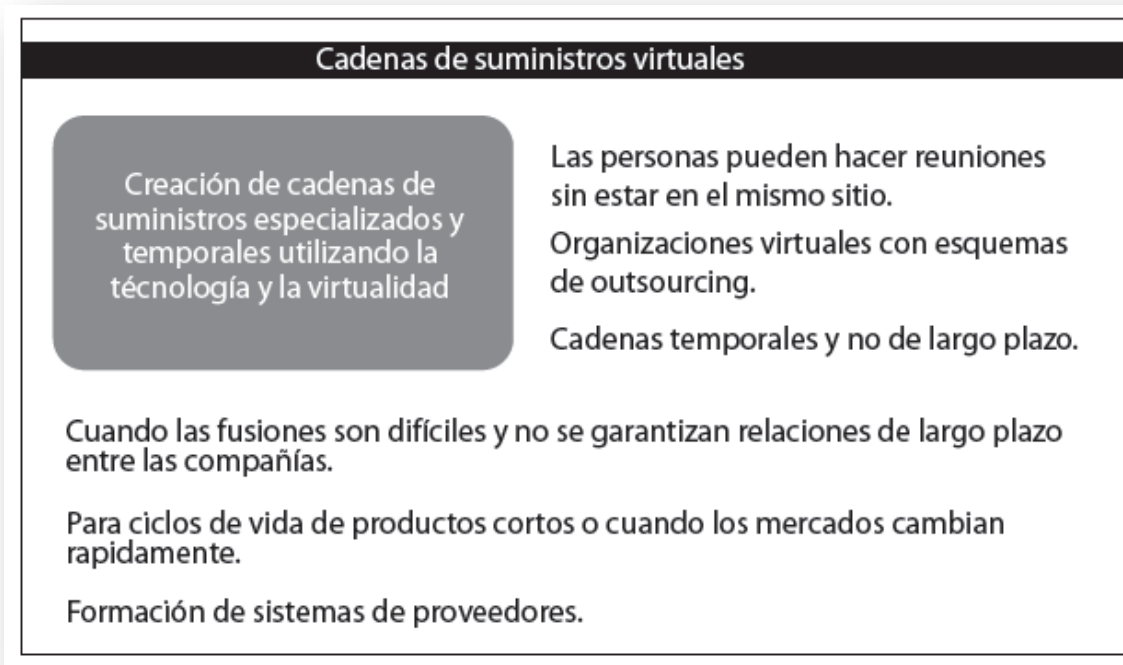 Cadenas de suministros virtuales
Creación de cadenas de
suministros especializados y
temporales utilizando la
técnología y la virtualidad
Las personas pueden hacer reuniones
sin estar en el mismo sitio.
Organizaciones virtuales con esquemas
de outsourcing.
Cadenas temporales y no de largo plazo.
Cuando las fusiones son difíciles y no se garantizan relaciones de largo plazo
entre las compañías.
Para ciclos de vida de productos cortos o cuando los mercados cambian
rapidamente.
Formación de sistemas de proveedores.